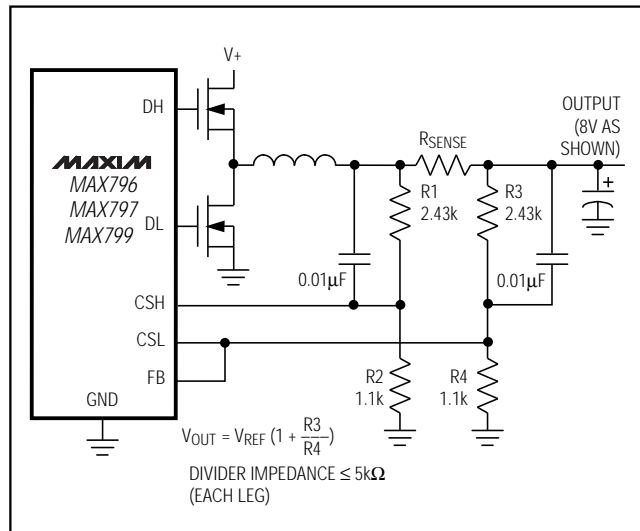 V+
DH
OUTPUT
(8V AS
SHOWN)
RSENSE
+
MAXIM
MAX796
MAX797
MAX799
R1
2.43k
R3
2.43k
DL
0.01μF
0.01μF
CSH
CSL
FB
R2
1.1k
R4
1.1k
GND
VOUT = VREF (1 + R3/R4)
DIVIDER IMPEDANCE ≤ 5kΩ
(EACH LEG)